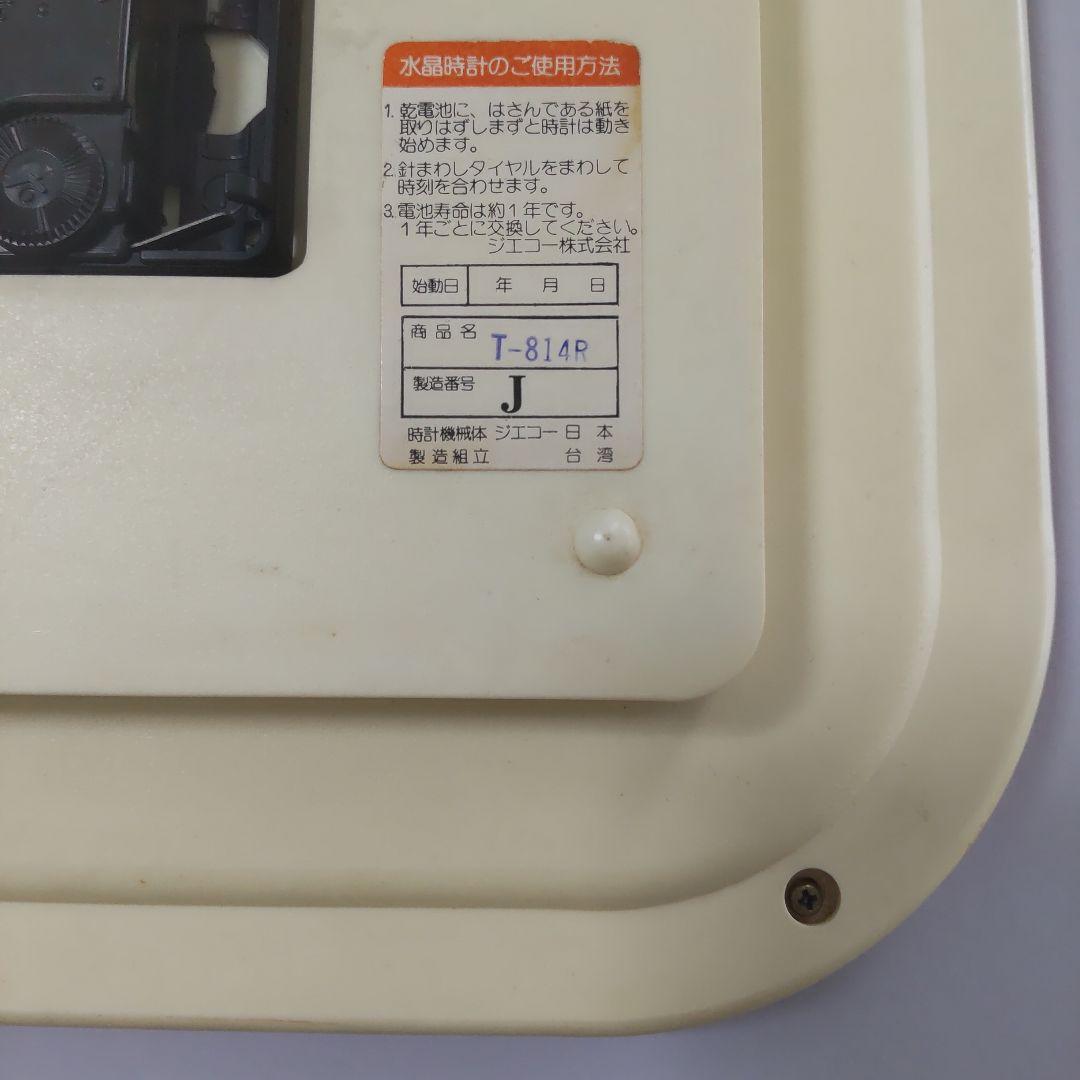 水晶時計のご使用方法
1. 乾電池に、はさんである紙を
取りはずしまずと時計は動き
始めます。
2. 針まわしタイヤルをまわして
時刻を合わせます。
3. 電池寿命は約1年です。
1年ごとに交換してください。
ジエコー株式会社
始動日 年 月 日
商品名 T-814R
製造番号 J
時計機械体 ジエコー 日本
製造組立 台湾